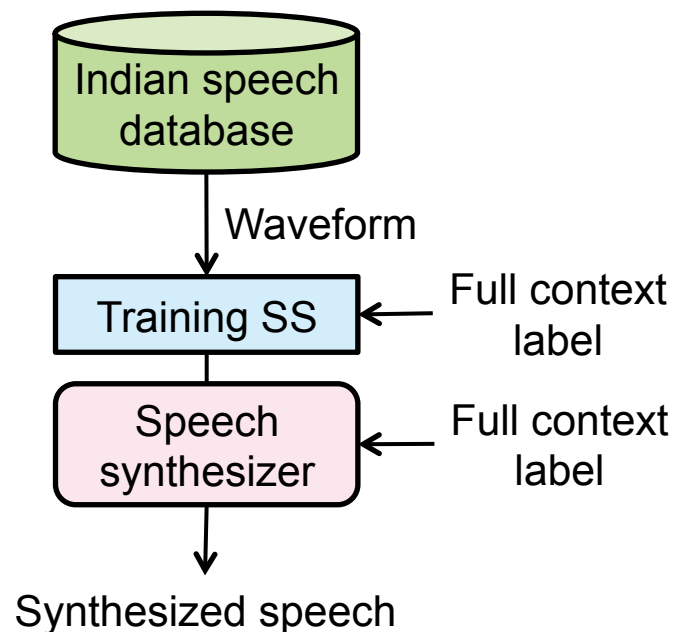 Indian speech
database
Waveform
Training SS
Full context
label
Speech
synthesizer
Full context
label
Synthesized speech